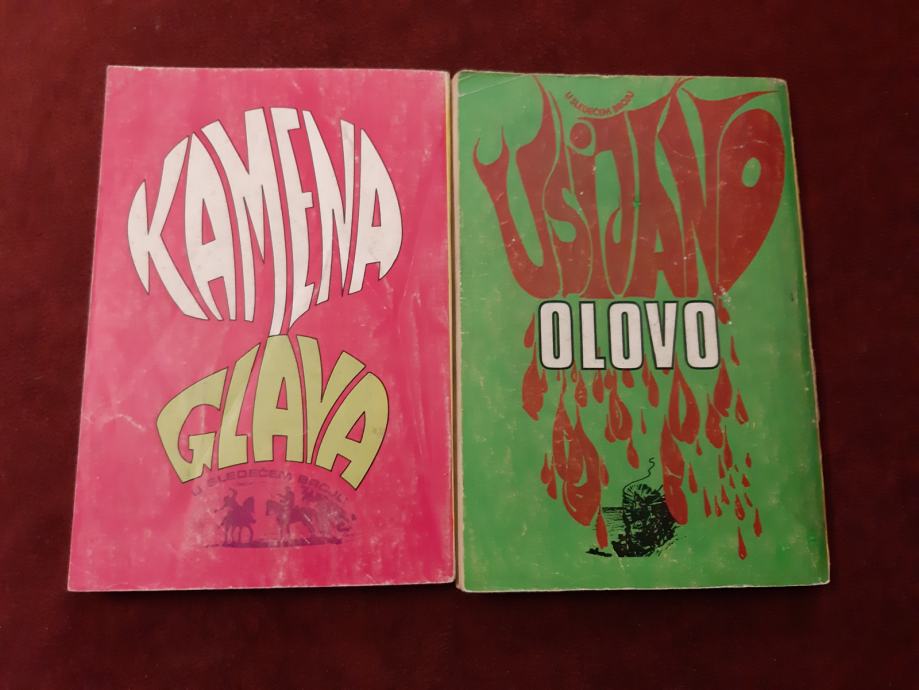 KAMENA
GLAVA
U SLEDEĆEM BROJU
U SLEDEĆEM BROJU
USIJANO
OLOVO